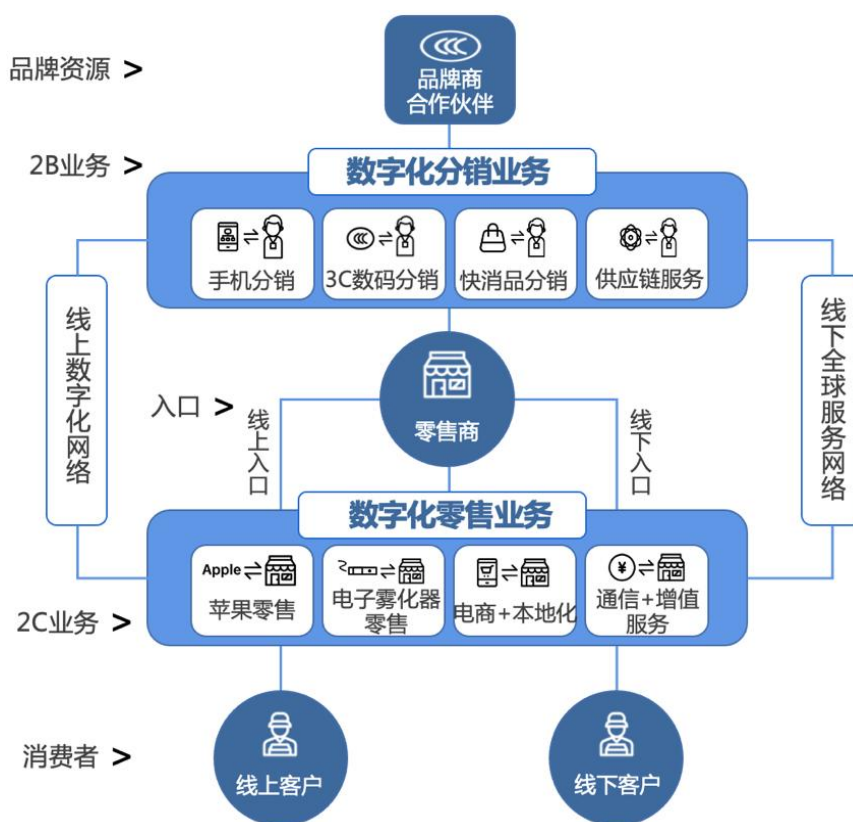 品牌资源 >
品牌商
合作伙伴
2B业务 >
数字化分销业务
手机分销
3C数码分销
快消品分销
供应链服务
线上数字化网络
线下全球服务网络
入口 >
零售商
线上入口
线下入口
数字化零售业务
Apple
苹果零售
电子雾化器
零售
电商+本地化
¥
通信+增值
服务
2C业务 >
消费者 >
线上客户
线下客户